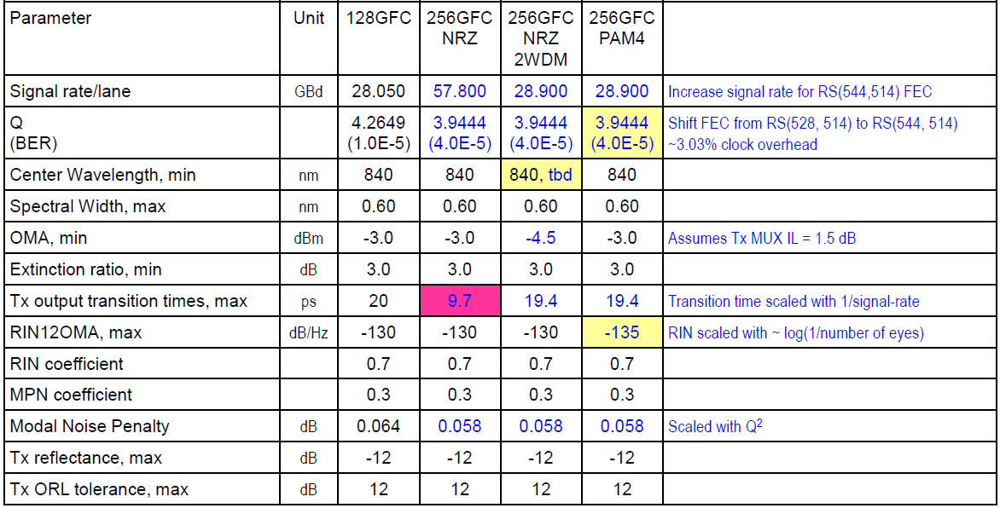 Parameter Unit 128GFC 256GFC 256GFC 256GFC
NRZ NRZ PAM4
2WDM
Signal rate/lane GBd 28.050 57.800 28.900 28.900 Increase signal rate for RS(544,514) FEC
Q 4.2649 3.9444 3.9444 3.9444 Shift FEC from RS(528, 514) to RS(544, 514)
(BER) (1.0E-5) (4.0E-5) (4.0E-5) (4.0E-5) ~3.03% clock overhead
Center Wavelength, min nm 840 840 840, tbd 840
Spectral Width, max nm 0.60 0.60 0.60 0.60
OMA, min dBm -3.0 -3.0 -4.5 -3.0 Assumes Tx MUX IL = 1.5 dB
Extinction ratio, min dB 3.0 3.0 3.0 3.0
Tx output transition times, max ps 20 9.7 19.4 19.4 Transition time scaled with 1/signal-rate
RIN12OMA, max dB/Hz -130 -130 -130 -135 RIN scaled with ~ log(1/number of eyes)
RIN coefficient 0.7 0.7 0.7 0.7
MPN coefficient 0.3 0.3 0.3 0.3
Modal Noise Penalty dB 0.064 0.058 0.058 0.058 Scaled with Q²
Tx reflectance, max dB -12 -12 -12 -12
Tx ORL tolerance, max dB 12 12 12 12